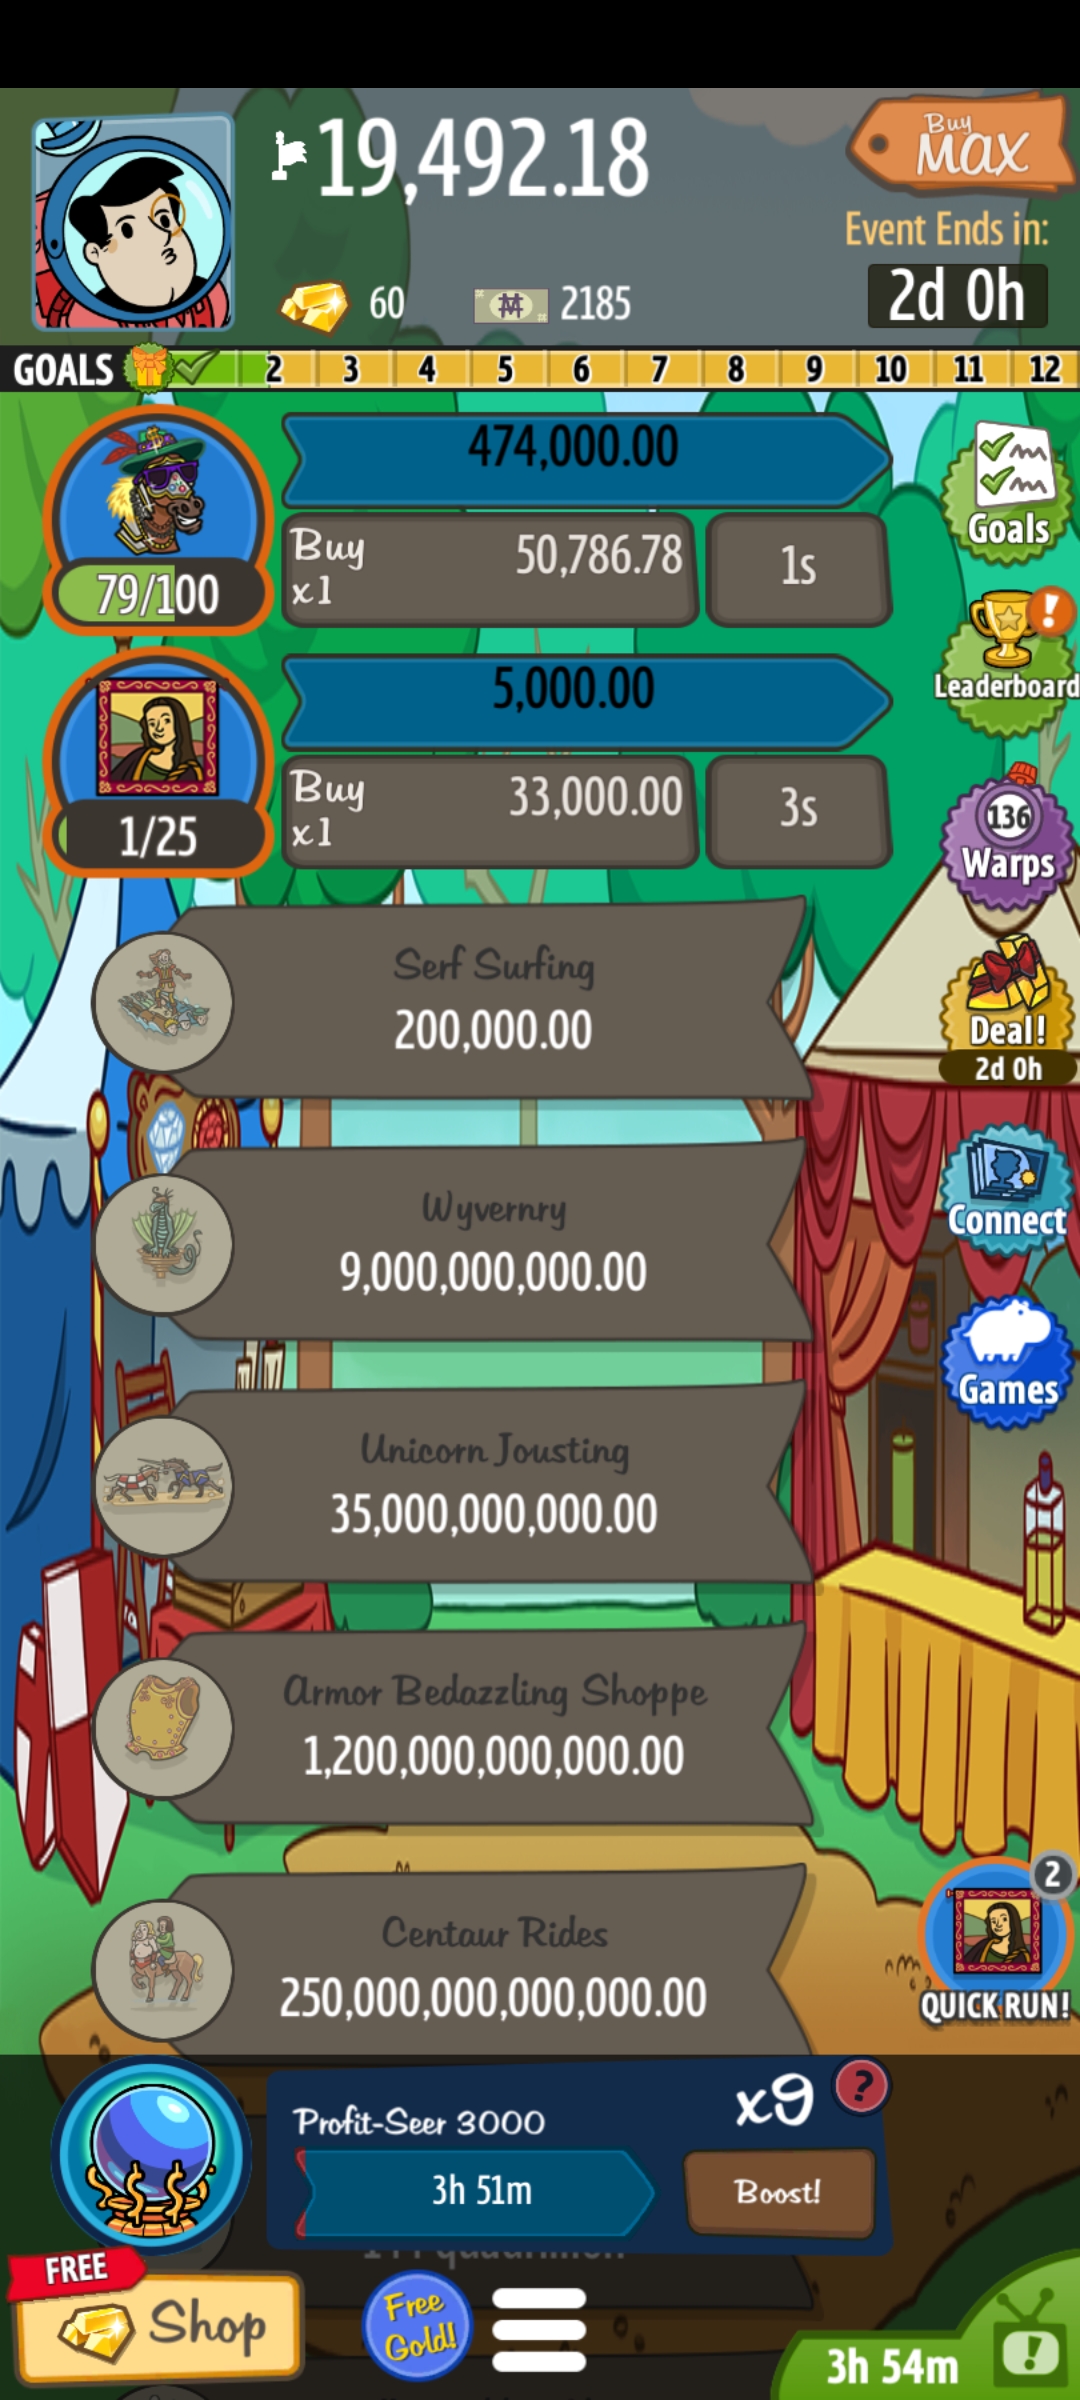 19,492.18
Buy
MAX
Event Ends in:
60
2185
2d 0h
GOALS
2 3 4 5 6 7 8 9 10 11 12
474,000.00
Buy
x1
50,786.78
1s
79/100
Goals
Leaderboard
5,000.00
Buy
x1
33,000.00
3s
1/25
136
Warps
Serf Surfing
200,000.00
Deal!
2d 0h
Wyvernry
9,000,000,000.00
Connect
Unicorn Jousting
35,000,000,000.00
Games
Armor Bedazzling Shoppe
1,200,000,000,000.00
Centaur Rides
250,000,000,000,000.00
2
QUICK RUN!
Profit-Seer 3000
x9
?
3h 51m
Boost!
FREE
Shop
Free
Gold!
3h 54m